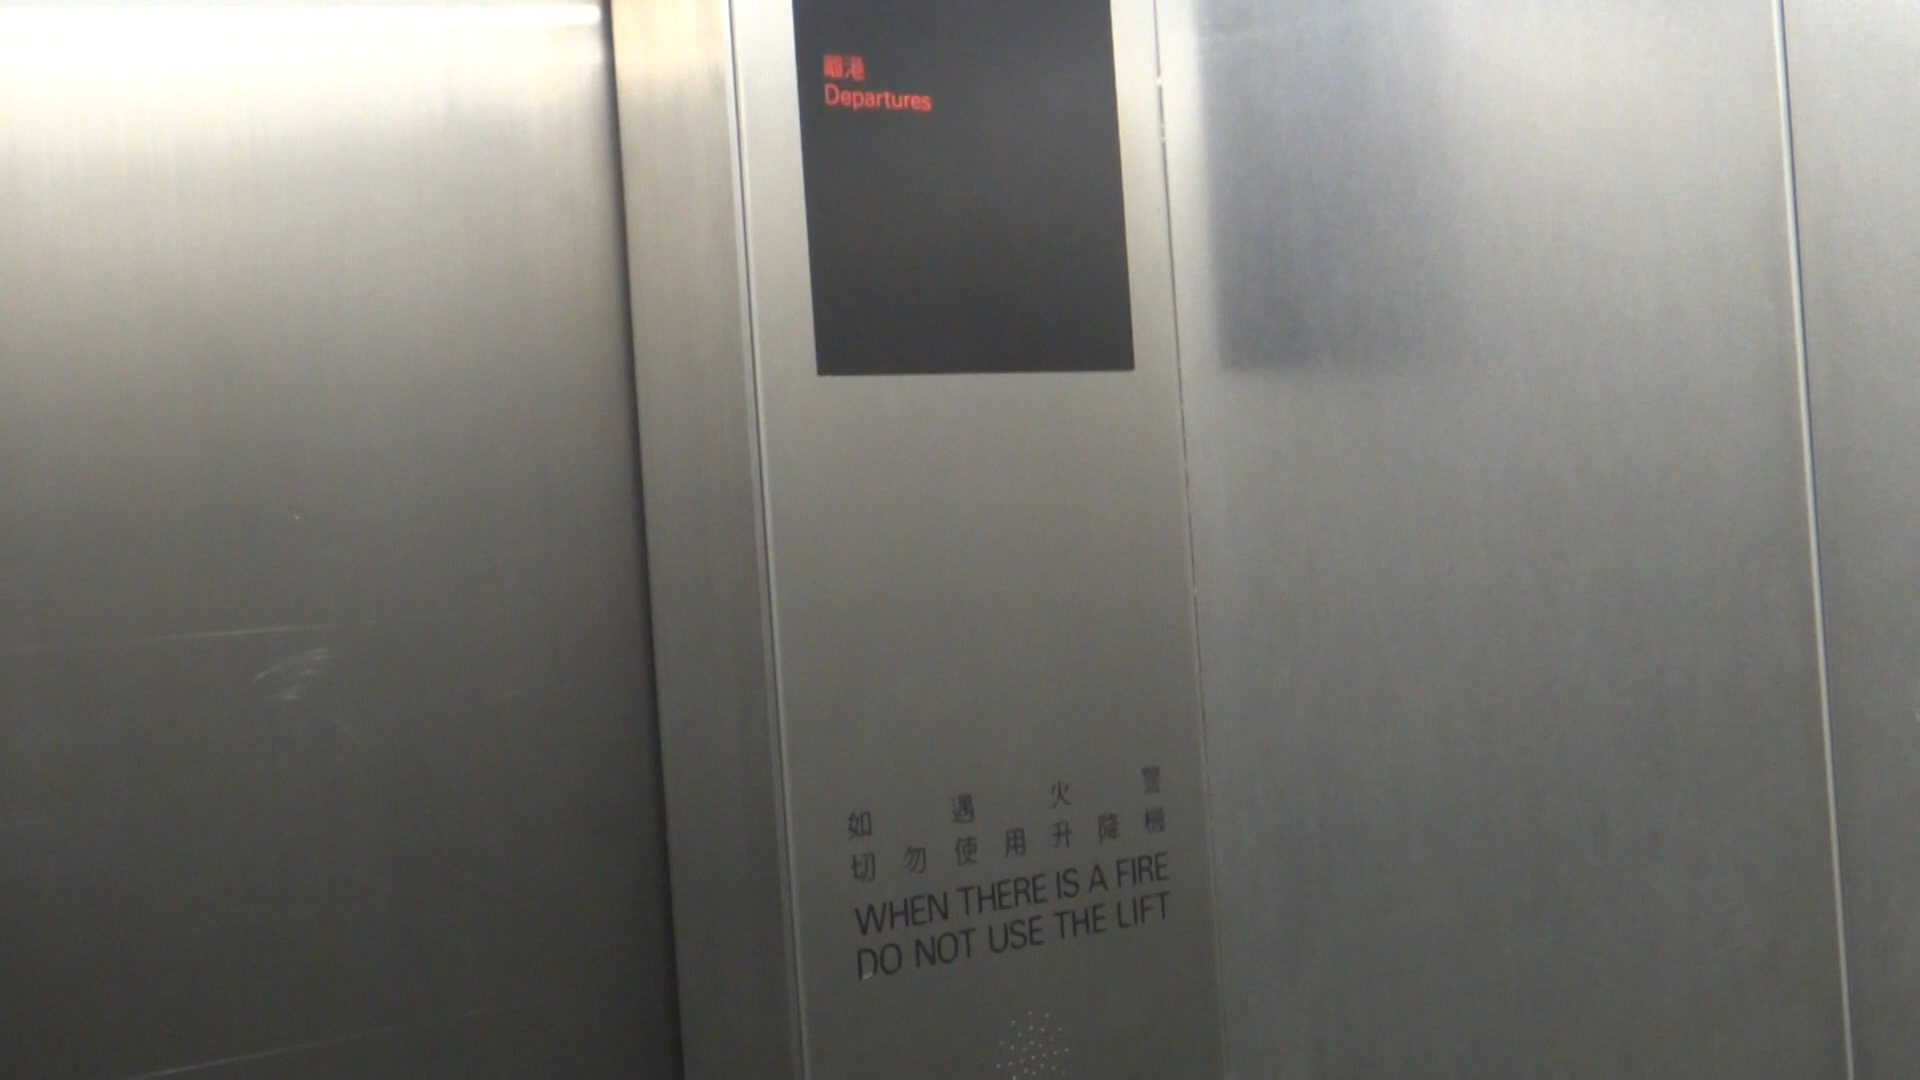 離港
Departures
如遇火警
切勿使用升降機
WHEN THERE IS A FIRE
DO NOT USE THE LIFT